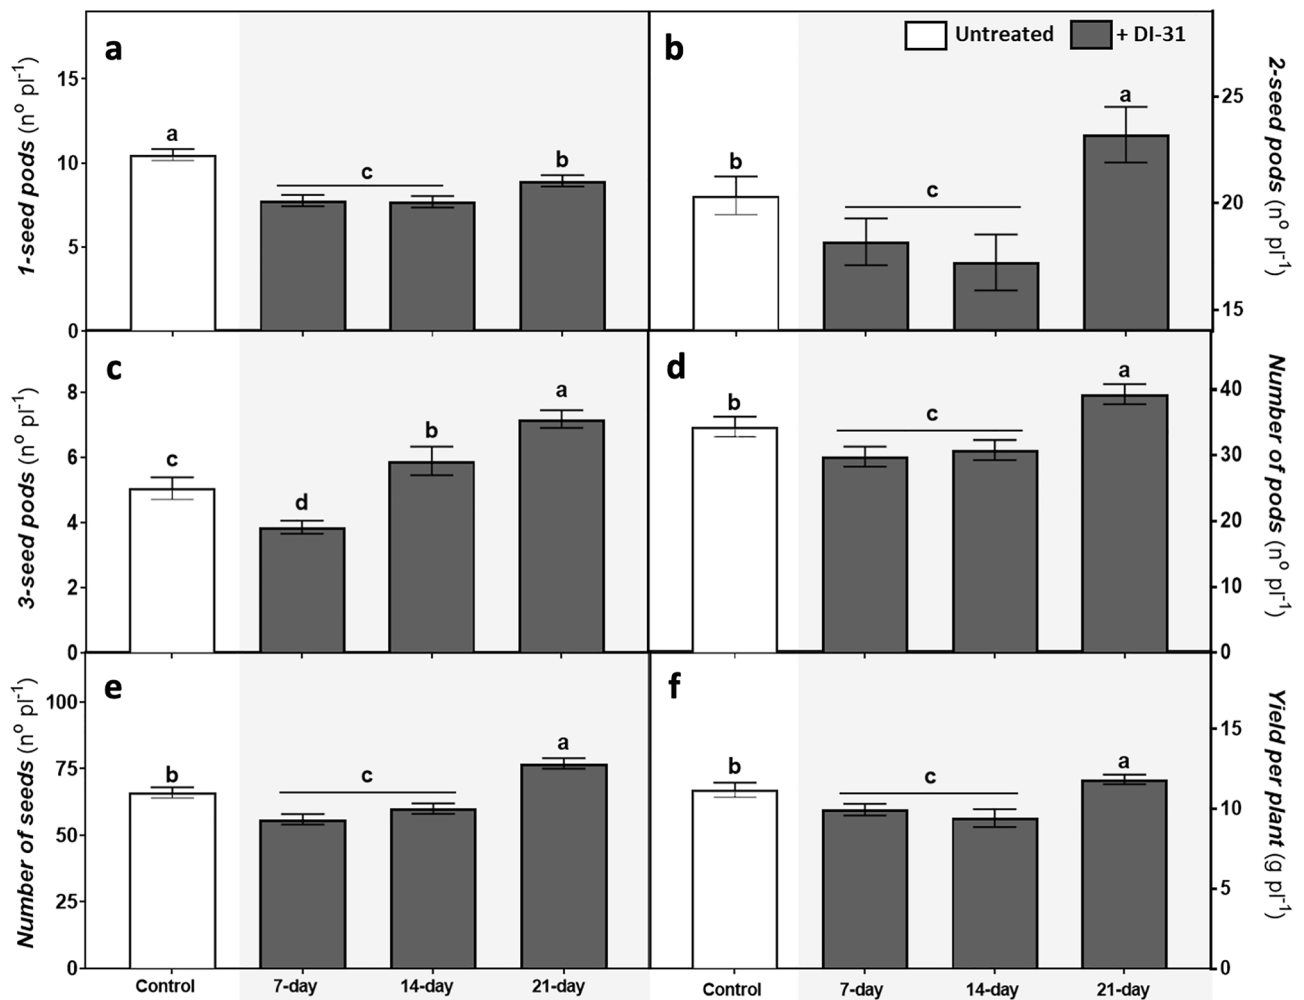 a
b
Untreated
+ DI-31
1-seed pods (nº pl⁻¹)
15
10
5
0
a
c
b
2-seed pods (nº pl⁻¹)
25
20
15
b
c
a
c
d
3-seed pods (nº pl⁻¹)
8
6
4
2
0
c
d
b
a
Number of pods (nº pl⁻¹)
40
30
20
10
0
b
c
a
e
f
Number of seeds (nº pl⁻¹)
100
75
50
25
0
b
c
a
Yield per plant (g pl⁻¹)
15
10
5
0
b
c
a
Control 7-day 14-day 21-day
Control 7-day 14-day 21-day